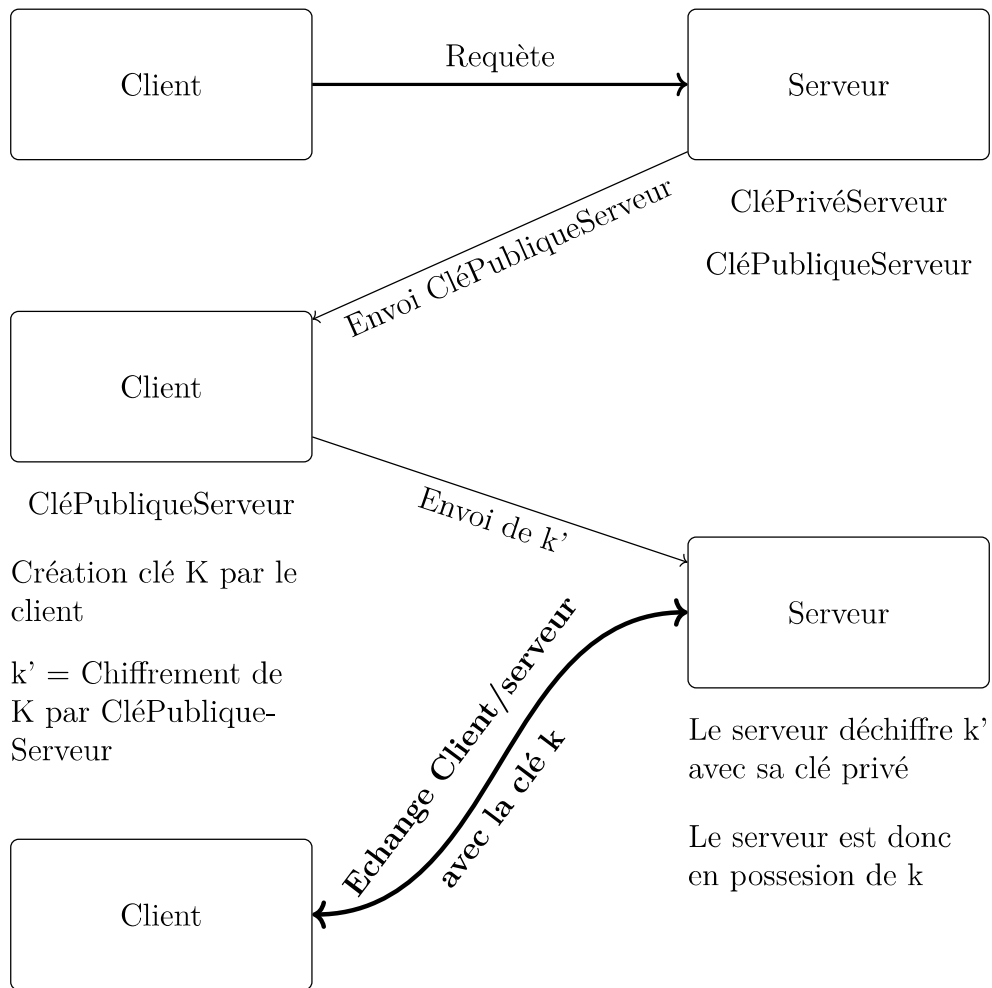 Client
Requète
Serveur
CléPrivéServeur
CléPubliqueServeur
Envoi CléPubliqueServeur
Client
CléPubliqueServeur
Création clé K par le
client
k' = Chiffrement de
K par CléPublique-
Serveur
Envoi de k'
Serveur
Le serveur déchiffre k'
avec sa clé privé
Le serveur est donc
en possesion de k
Echange Client/serveur
avec la clé k
Client